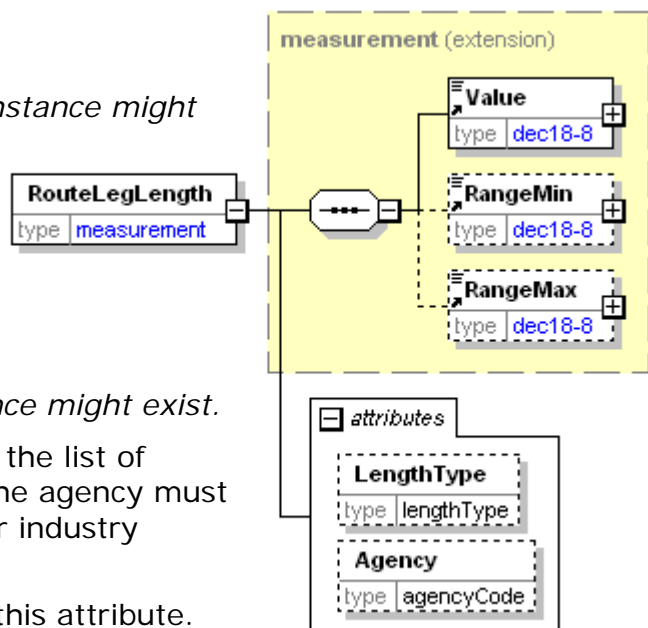 measurement (extension)
nstance might
Value
type dec18-8
RouteLegLength
type measurement
RangeMin
type dec18-8
RangeMax
type dec18-8
nce might exist.
the list of
ne agency must
r industry
this attribute.
attributes
LengthType
type lengthType
Agency
type agencyCode